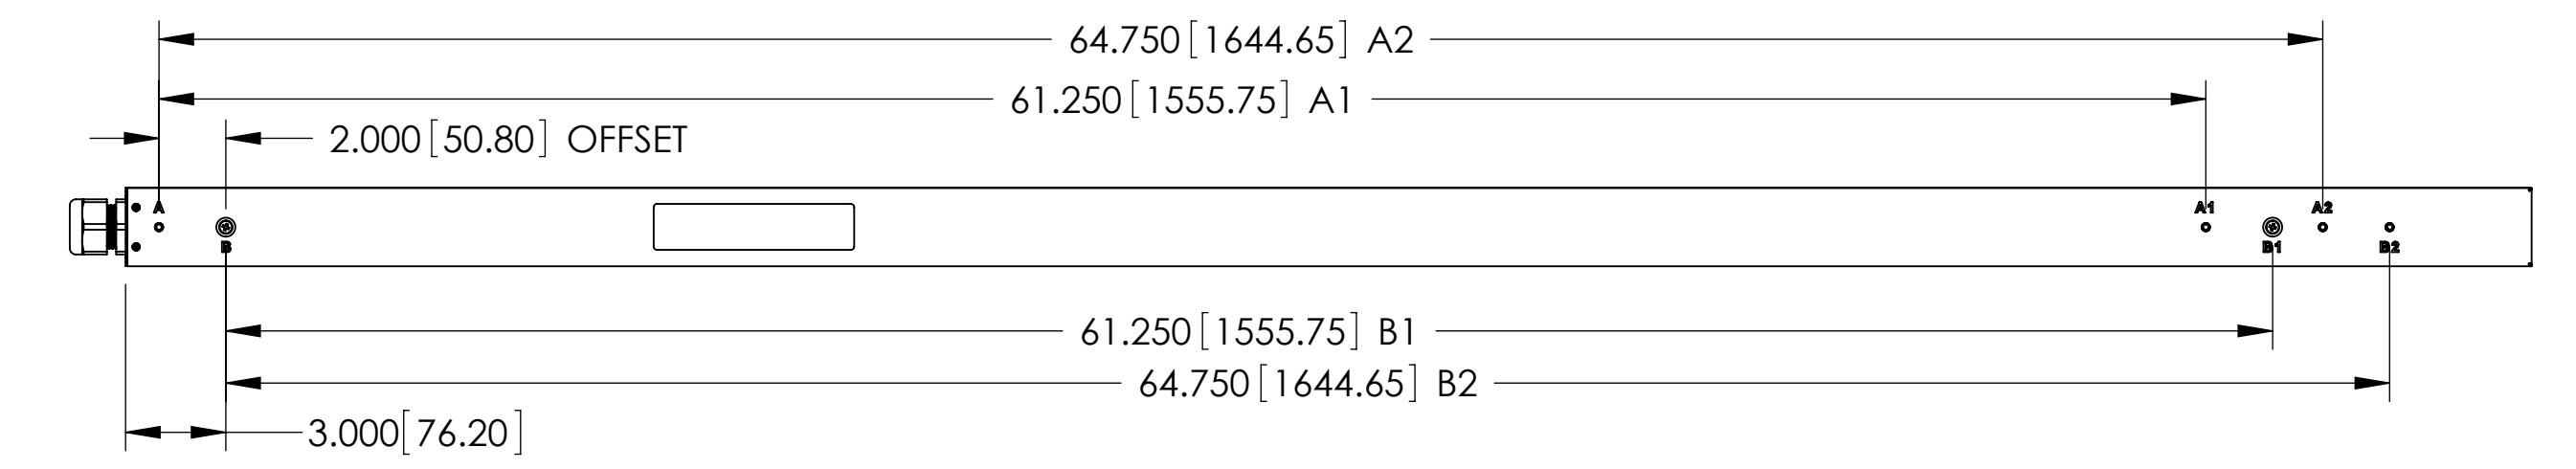 64.750[1644.65] A2
61.250[1555.75] A1
2.000[50.80] OFFSET
A
A1
A2
B
B1
B2
61.250[1555.75] B1
64.750[1644.65] B2
3.000[76.20]